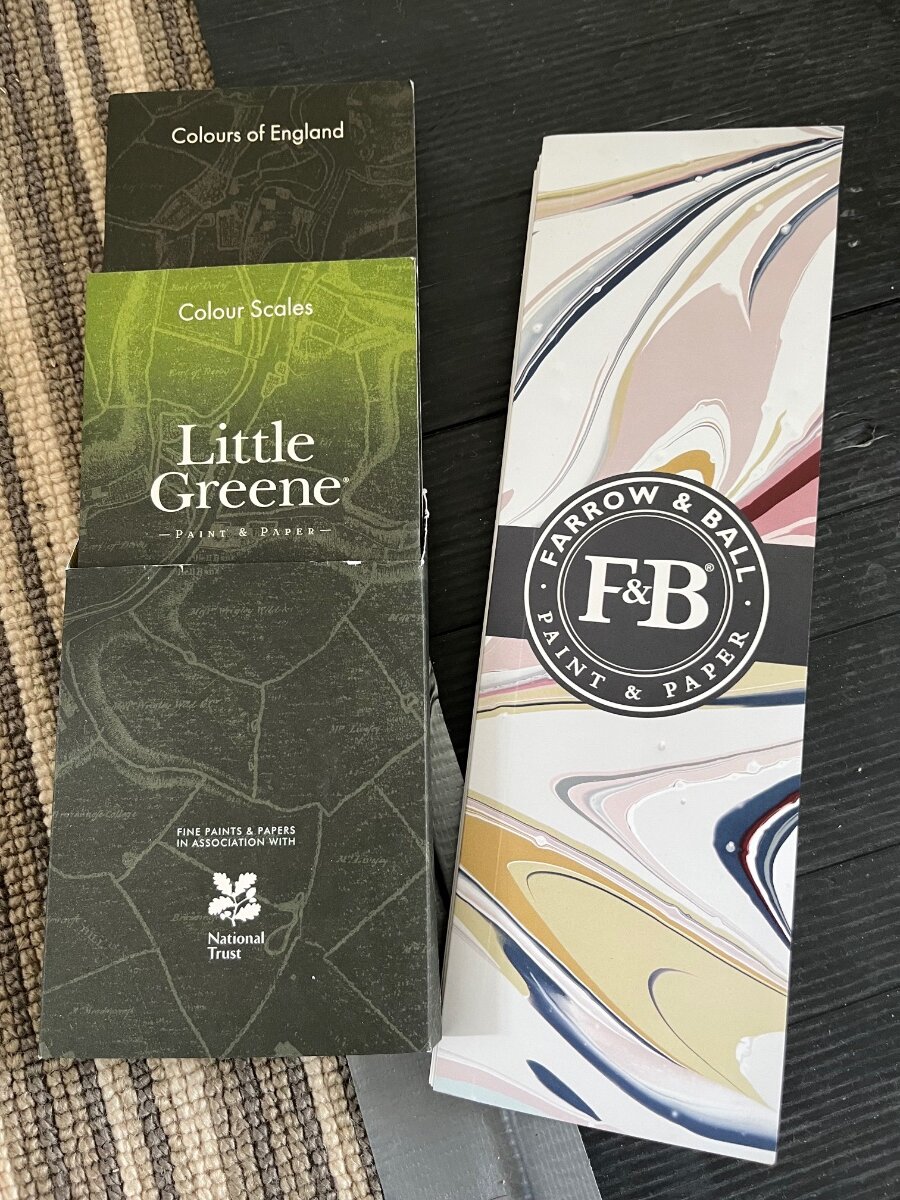 Colours of England
Colour Scales
Little
Greene®
PAINT & PAPER
FINE PAINTS & PAPERS
IN ASSOCIATION WITH
National
Trust
FARROW & BALL
F&B®
PAINT & PAPER